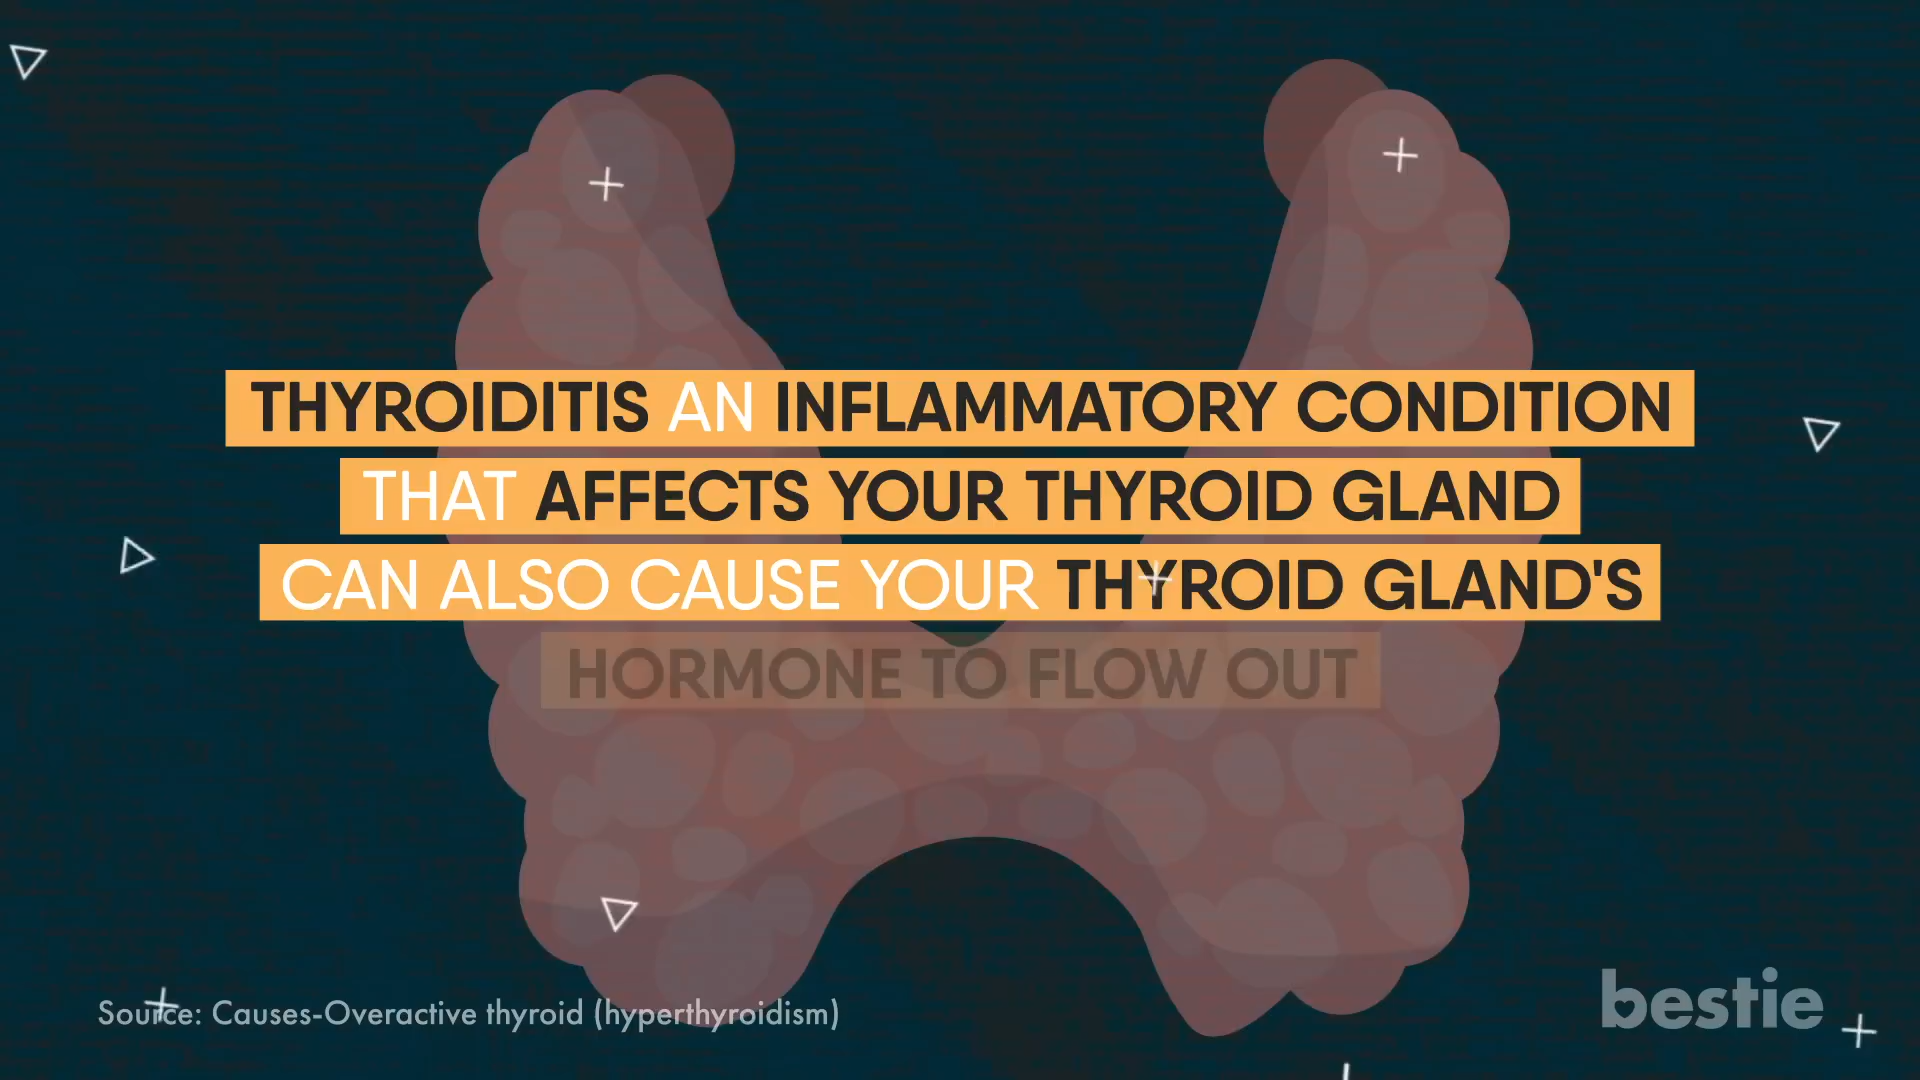 THYROIDITIS AN INFLAMMATORY CONDITION
THAT AFFECTS YOUR THYROID GLAND
CAN ALSO CAUSE YOUR THYROID GLAND'S
HORMONE TO FLOW OUT
Source: Causes-Overactive thyroid (hyperthyroidism)
bestie